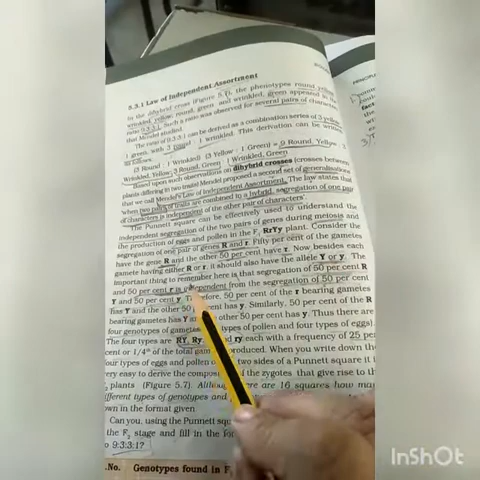 BIOLOG
5.3.1 Law of Independent Assortment
In the dihybrid cross (Figure 5.7), the phenotypes round, yellow;
wrinkled, yellow; round, green and wrinkled, green appeared in the
ratio 9:3:3:1. Such a ratio was observed for several pairs of characters
that Mendel studied.
The ratio of 9:3:3:1 can be derived as a combination series of 3 yellow:
1 green, with 3 round : 1 wrinkled. This derivation can be written
as follows:
(3 Round : 1 Wrinkled) (3 Yellow : 1 Green) = 9 Round, Yellow : 3
Wrinkled, Yellow: 3 Round, Green : 1 Wrinkled, Green
Based upon such observations on dihybrid crosses (crosses between
plants differing in two traits) Mendel proposed a second set of generalisations
that we call Mendel's Law of Independent Assortment. The law states that
'when two pairs of traits are combined in a hybrid, segregation of one pair
of characters is independent of the other pair of characters'.
The Punnett square can be effectively used to understand the
independent segregation of the two pairs of genes during meiosis and
the production of eggs and pollen in the F1 RrYy plant. Consider the
segregation of one pair of genes R and r. Fifty per cent of the gametes
have the gene R and the other 50 per cent have r. Now besides each
gamete having either R or r, it should also have the allele Y or y. The
important thing to remember here is that segregation of 50 per cent R
and 50 per cent r is independent from the segregation of 50 per cent
Y and 50 per cent y. Therefore, 50 per cent of the r bearing gametes
has Y and the other 50 per cent has y. Similarly, 50 per cent of the R
bearing gametes has Y and other 50 per cent has y. Thus there are
four genotypes of gametes types of pollen and four types of eggs).
The four types are RY, Ry, and ry each with a frequency of 25 per
cent or 1/4th of the total gametes produced. When you write down the
four types of eggs and pollen on the two sides of a Punnett square it
very easy to derive the composition of the zygotes that give rise to the
plants (Figure 5.7). Although there are 16 squares how many
different types of genotypes and
own in the format given
Can you, using the Punnett squ
the F2 stage and fill in the form
9:3:3:1?
.No. Genotypes found in F
PRINCIPL
InShOt